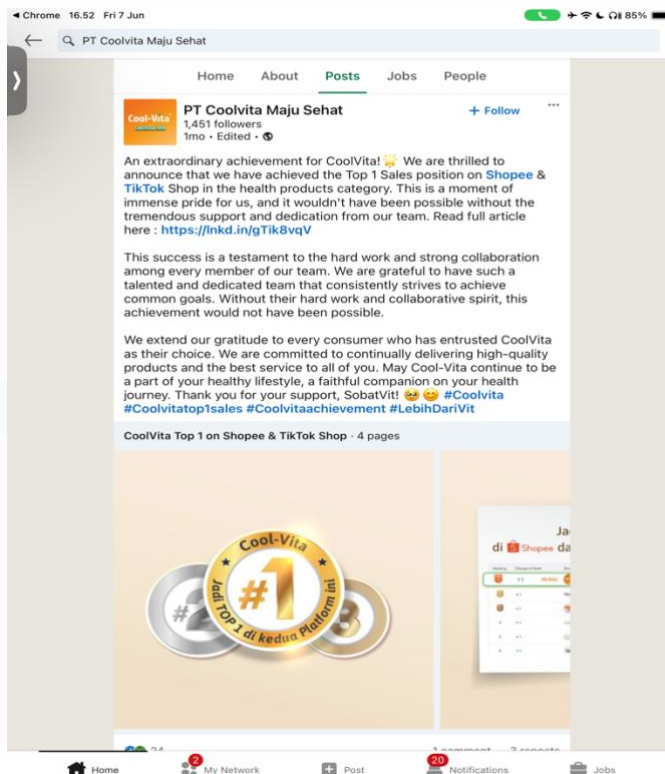 Chrome 16.52 Fri 7 Jun
85%
PT Coolvita Maju Sehat
Home About Posts Jobs People
Cool-Vita
PT Coolvita Maju Sehat
+ Follow
1,451 followers
1mo • Edited •
An extraordinary achievement for CoolVita! 🌟 We are thrilled to
announce that we have achieved the Top 1 Sales position on Shopee &
TikTok Shop in the health products category. This is a moment of
immense pride for us, and it wouldn't have been possible without the
tremendous support and dedication from our team. Read full article
here : https://lnkd.in/gTik8vqV
This success is a testament to the hard work and strong collaboration
among every member of our team. We are grateful to have such a
talented and dedicated team that consistently strives to achieve
common goals. Without their hard work and collaborative spirit, this
achievement would not have been possible.
We extend our gratitude to every consumer who has entrusted CoolVita
as their choice. We are committed to continually delivering high-quality
products and the best service to all of you. May Cool-Vita continue to be
a part of your healthy lifestyle, a faithful companion on your health
journey. Thank you for your support, SobatVit! 🥹 😊 #Coolvita
#Coolvitatop1sales #Coolvitaachievement #LebihDariVit
CoolVita Top 1 on Shopee & TikTok Shop · 4 pages
Cool-Vita
#1
#2
3
Jadi TOP 1 di kedua Platform ini
Ja
di Shopee da
24
1 comment 2 reposts
2
20
Home My Network Post Notifications Jobs